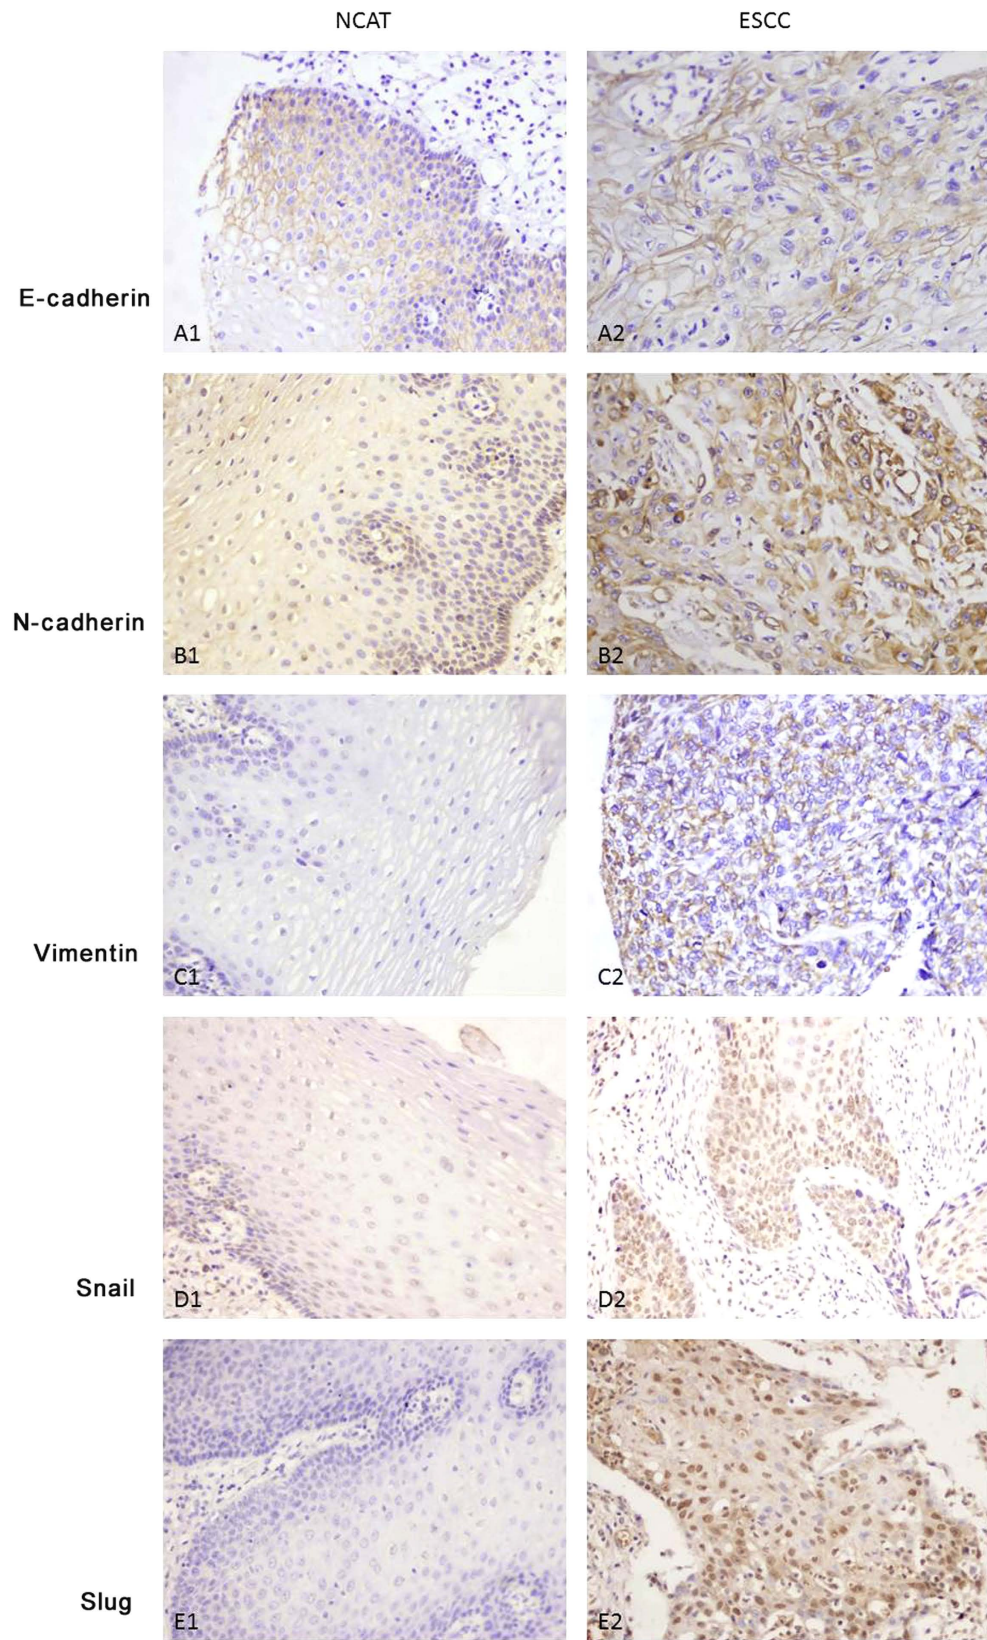 NCAT ESCC
E-cadherin
A1 A2
N-cadherin
B1 B2
Vimentin
C1 C2
Snail
D1 D2
Slug
E1 E2